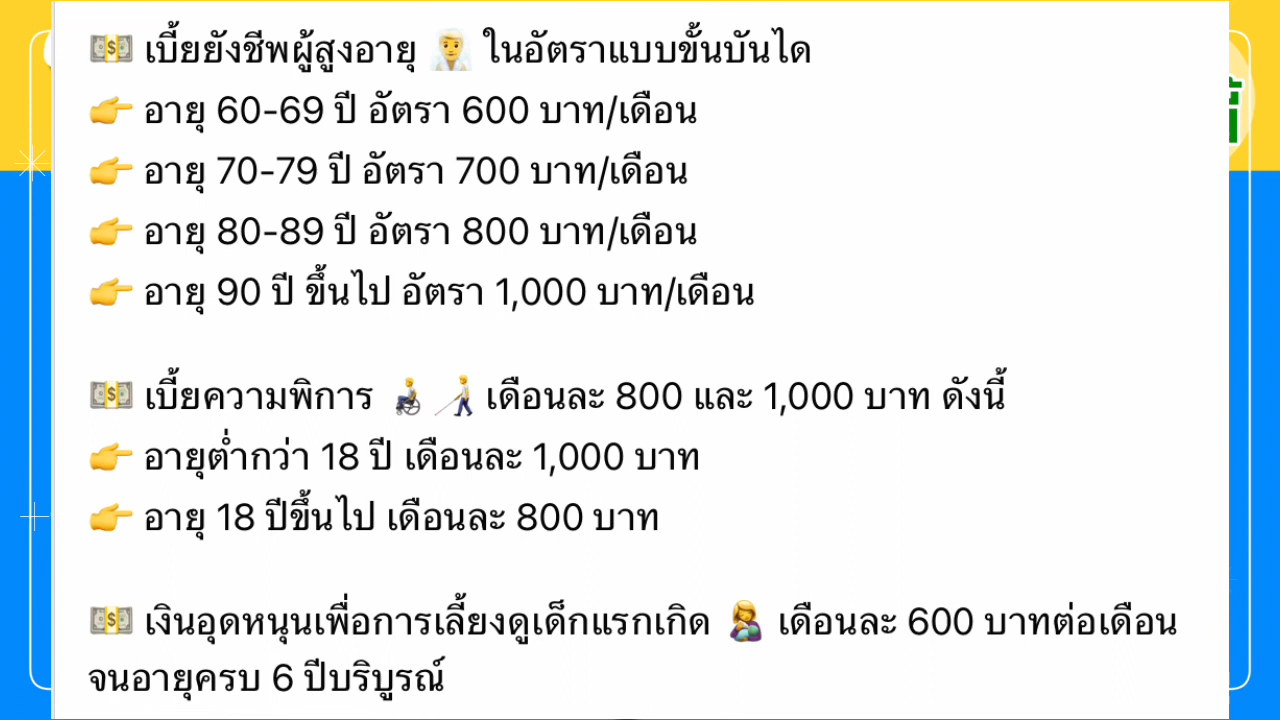 💵 เบี้ยยังชีพผู้สูงอายุ 👰‍♂️ ในอัตราแบบขั้นบันได
👉 อายุ 60-69 ปี อัตรา 600 บาท/เดือน
👉 อายุ 70-79 ปี อัตรา 700 บาท/เดือน
👉 อายุ 80-89 ปี อัตรา 800 บาท/เดือน
👉 อายุ 90 ปี ขึ้นไป อัตรา 1,000 บาท/เดือน
💵 เบี้ยความพิการ 👨‍🦽👨‍🦯 เดือนละ 800 และ 1,000 บาท ดังนี้
👉 อายุต่ำกว่า 18 ปี เดือนละ 1,000 บาท
👉 อายุ 18 ปีขึ้นไป เดือนละ 800 บาท
💵 เงินอุดหนุนเพื่อการเลี้ยงดูเด็กแรกเกิด 🤱 เดือนละ 600 บาทต่อเดือน
จนอายุครบ 6 ปีบริบูรณ์